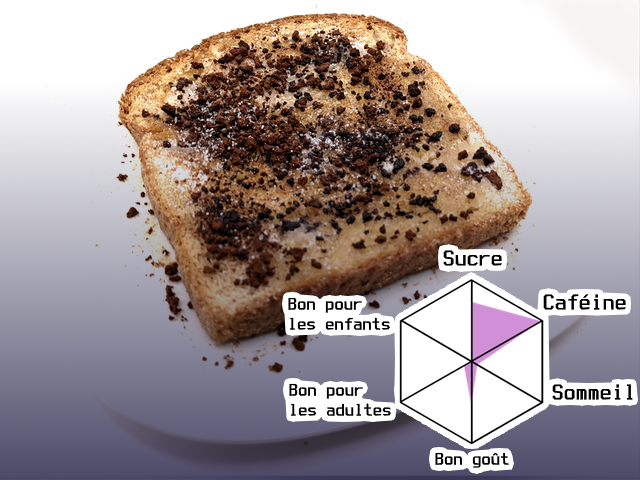 Sucre
Caféine
Bon pour
les enfants
Sommeil
Bon pour
les adultes
Bon goût